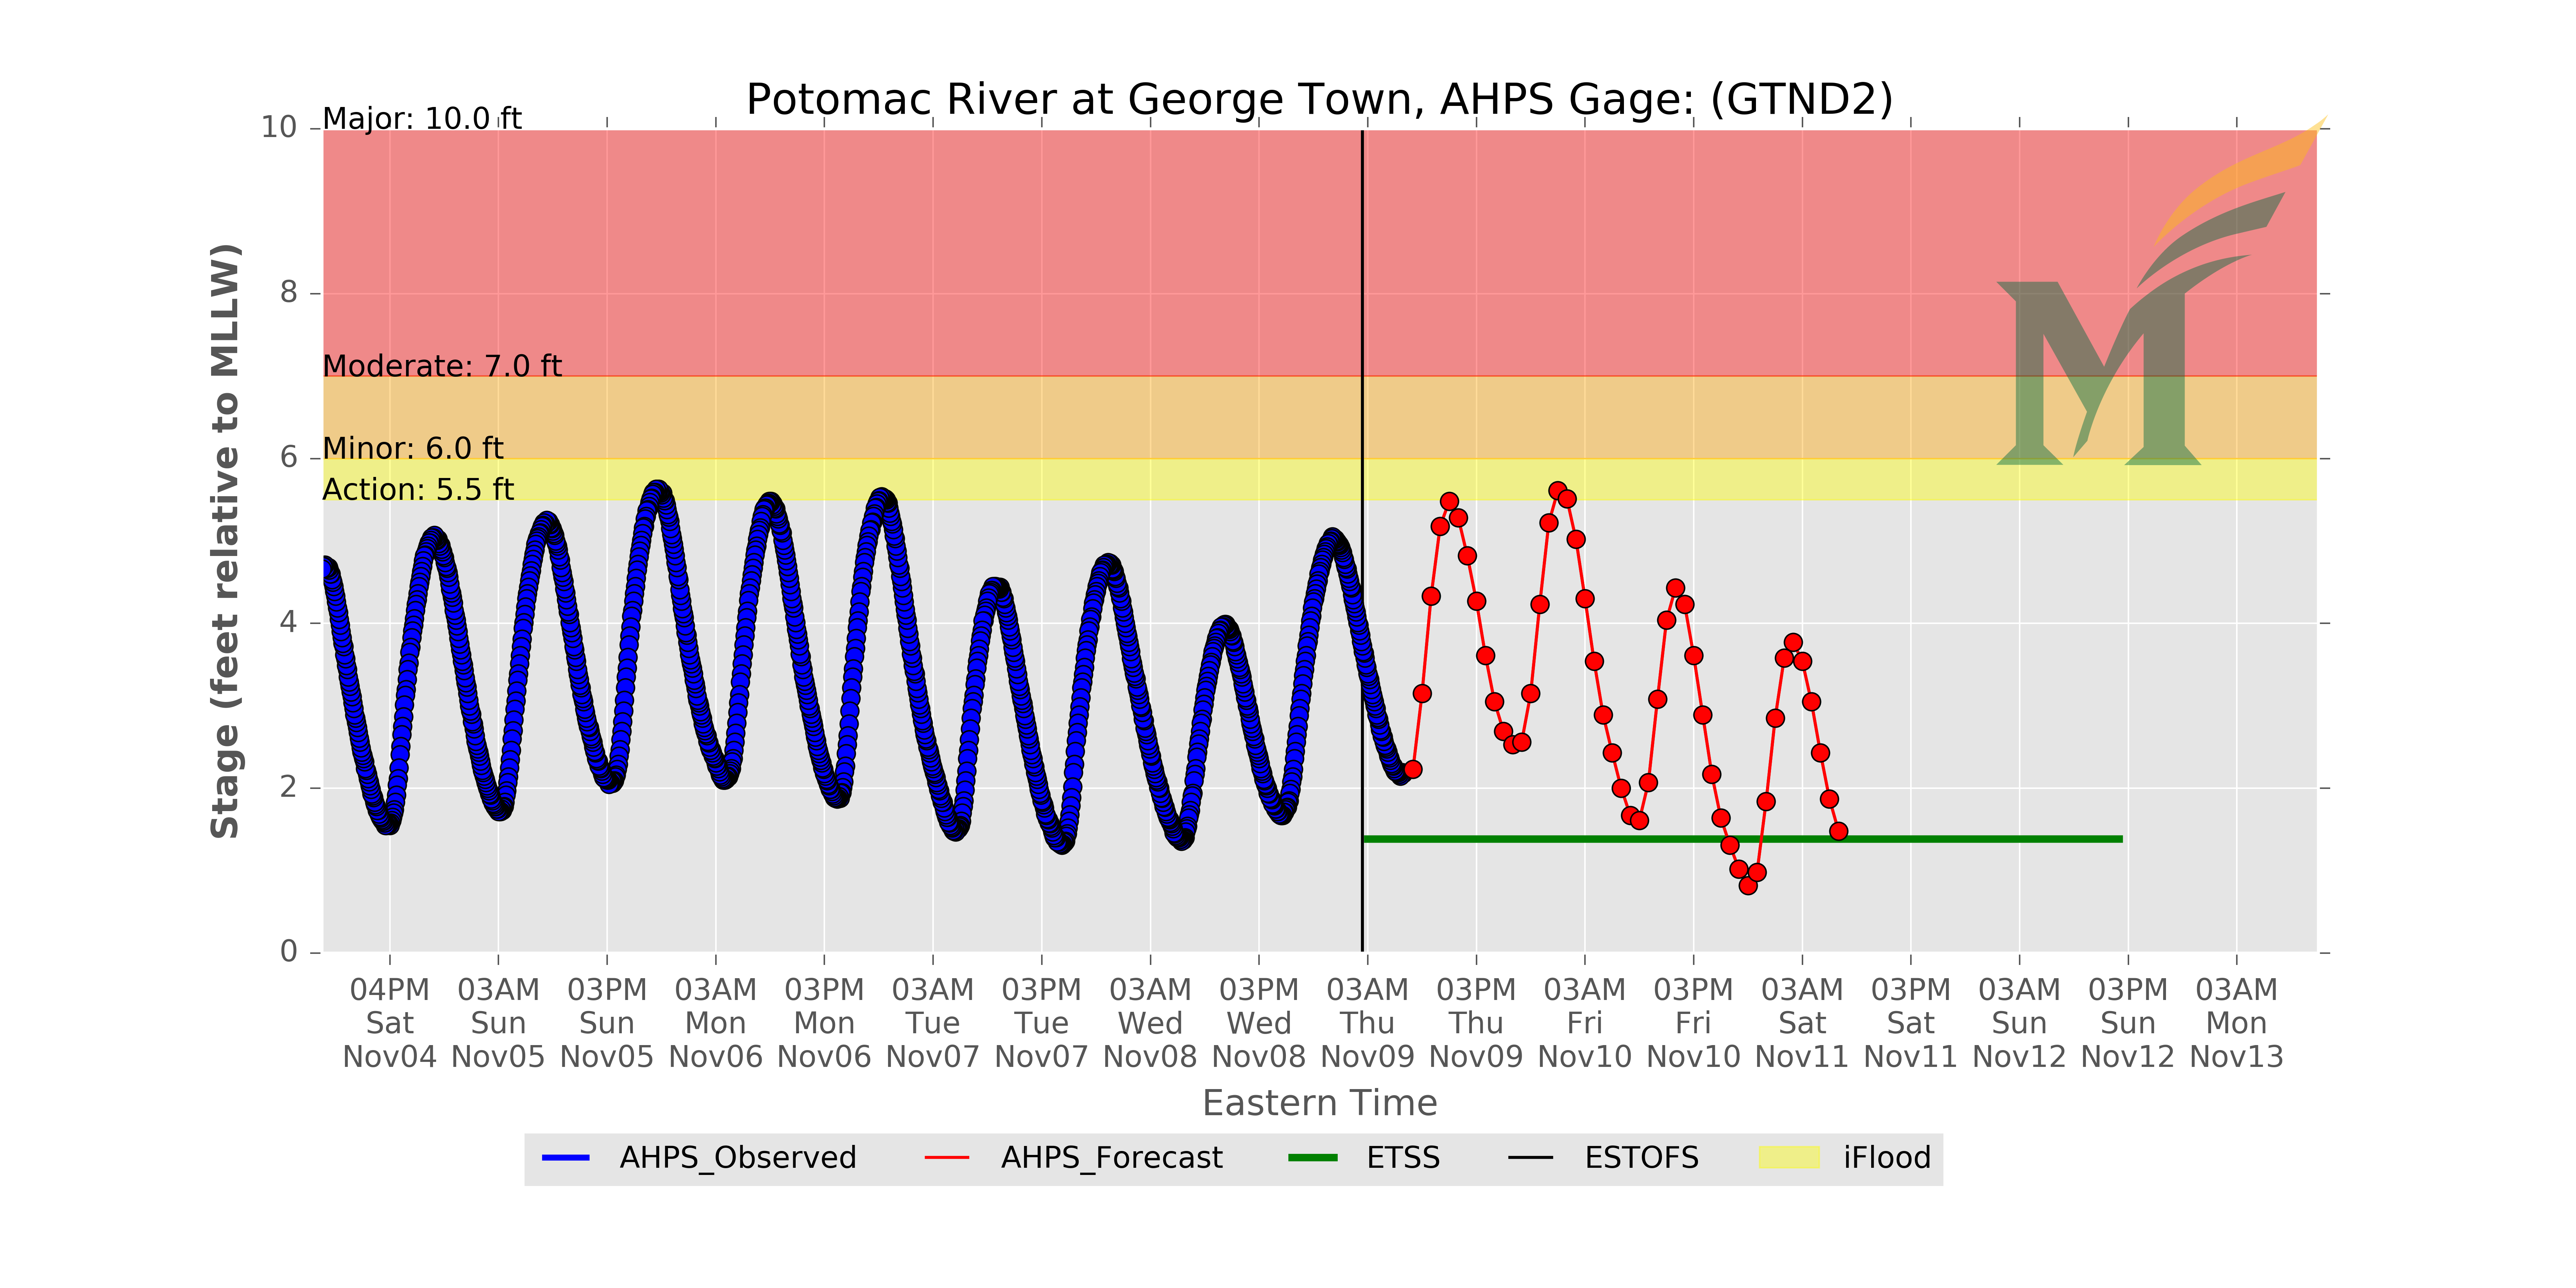 Potomac River at George Town, AHPS Gage: (GTND2)
Major: 10.0 ft
Moderate: 7.0 ft
Minor: 6.0 ft
Action: 5.5 ft
Stage (feet relative to MLLW)
10
8
6
4
2
0
04PM 03AM 03PM 03AM 03PM 03AM 03PM 03AM 03PM 03AM 03PM 03AM 03PM 03AM 03PM 03AM 03PM 03AM
Sat Sun Sun Mon Mon Tue Tue Wed Wed Thu Thu Fri Fri Sat Sat Sun Sun Mon
Nov04 Nov05 Nov05 Nov06 Nov06 Nov07 Nov07 Nov08 Nov08 Nov09 Nov09 Nov10 Nov10 Nov11 Nov11 Nov12 Nov12 Nov13
Eastern Time
AHPS_Observed AHPS_Forecast ETSS ESTOFS iFlood